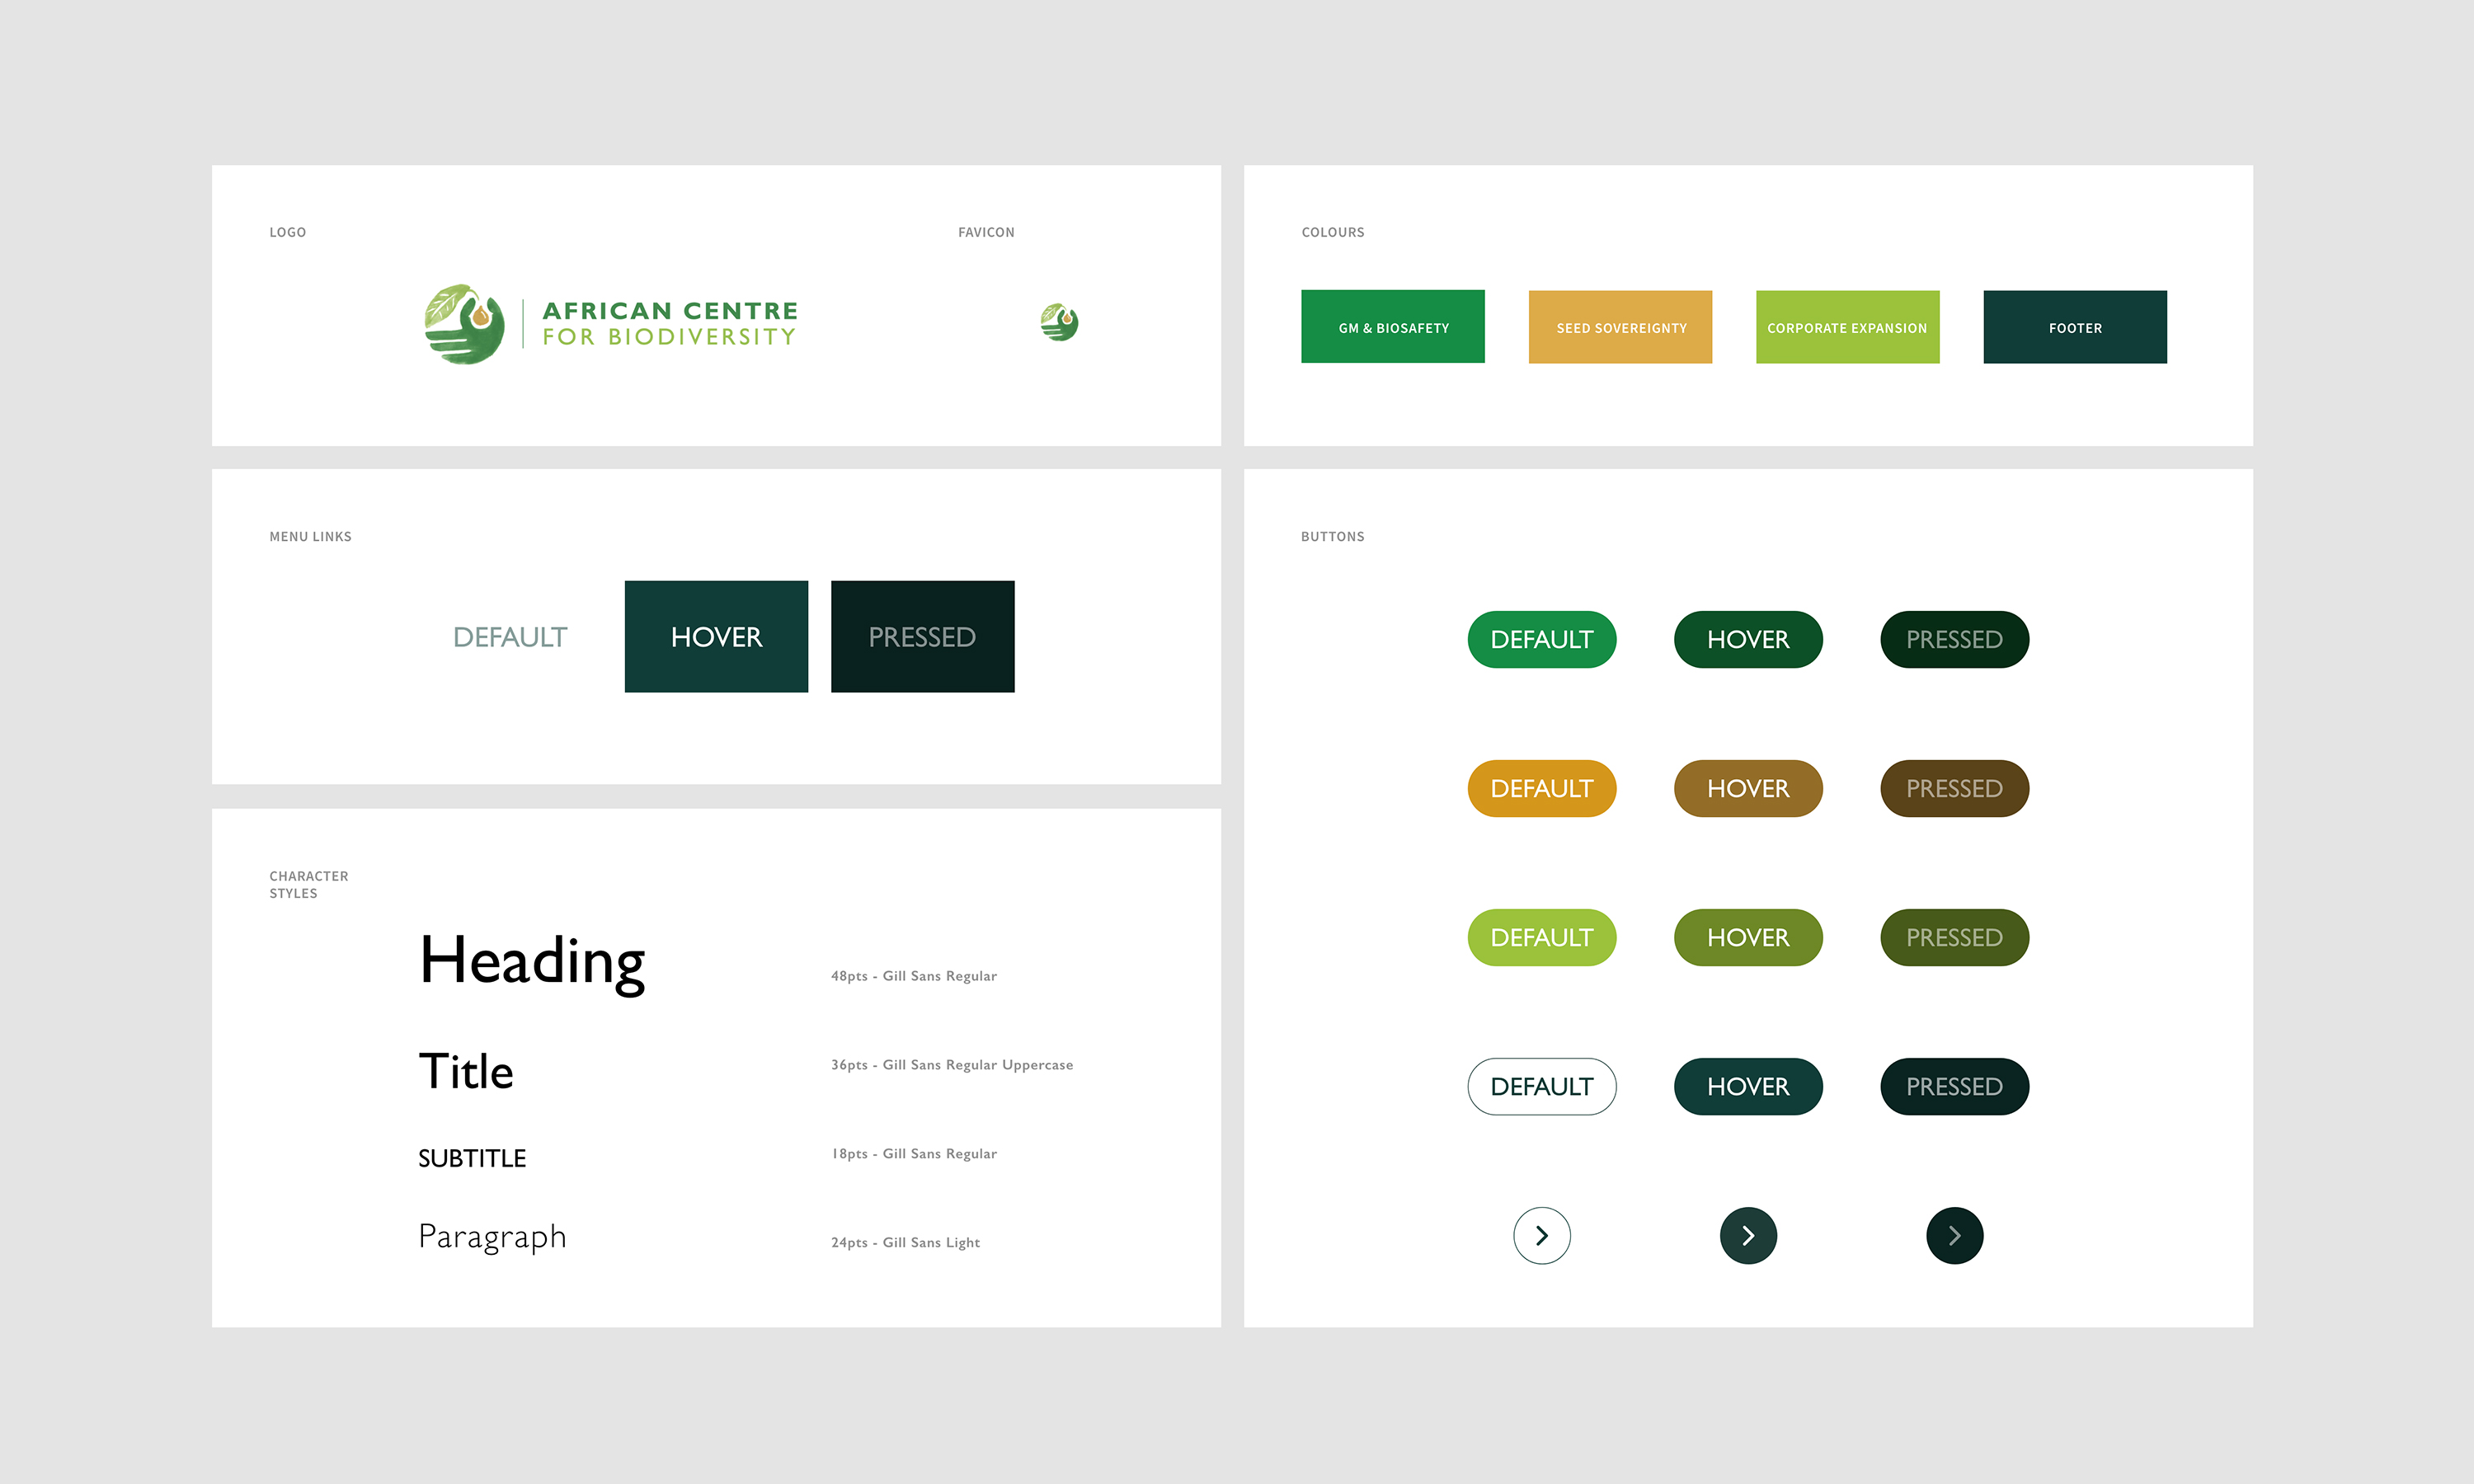 LOGO
FAVICON
AFRICAN CENTRE
FOR BIODIVERSITY
COLOURS
GM & BIOSAFETY
SEED SOVEREIGNTY
CORPORATE EXPANSION
FOOTER
MENU LINKS
DEFAULT
HOVER
PRESSED
CHARACTER
STYLES
Heading
48pts - Gill Sans Regular
Title
36pts - Gill Sans Regular Uppercase
SUBTITLE
18pts - Gill Sans Regular
Paragraph
24pts - Gill Sans Light
BUTTONS
DEFAULT
HOVER
PRESSED
DEFAULT
HOVER
PRESSED
DEFAULT
HOVER
PRESSED
DEFAULT
HOVER
PRESSED